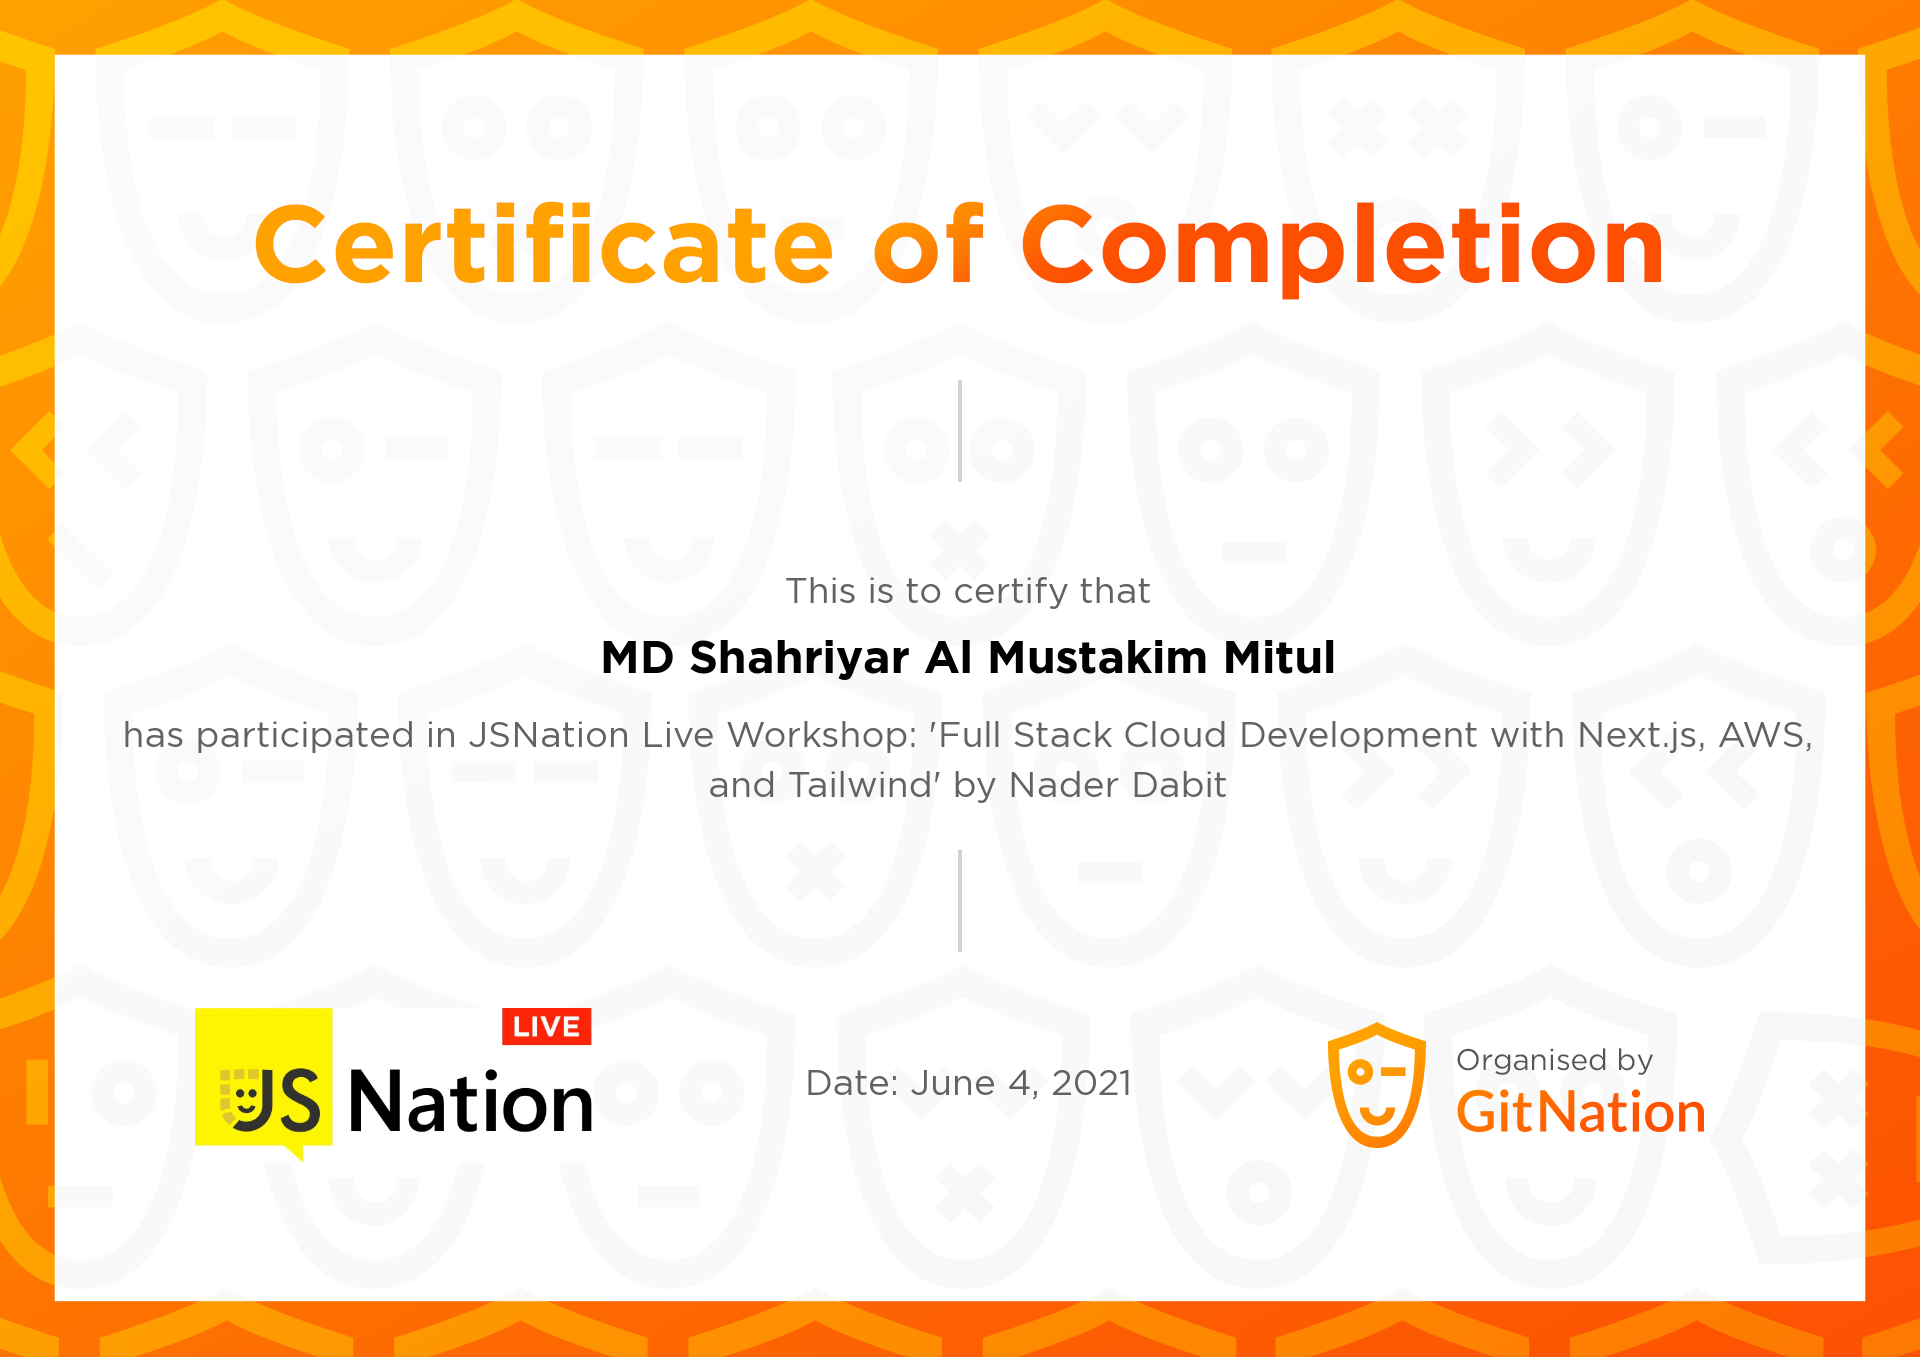 Certificate of Completion
This is to certify that
MD Shahriyar Al Mustakim Mitul
has participated in JSNation Live Workshop: 'Full Stack Cloud Development with Next.js, AWS,
and Tailwind' by Nader Dabit
LIVE
JS Nation
Date: June 4, 2021
Organised by
GitNation